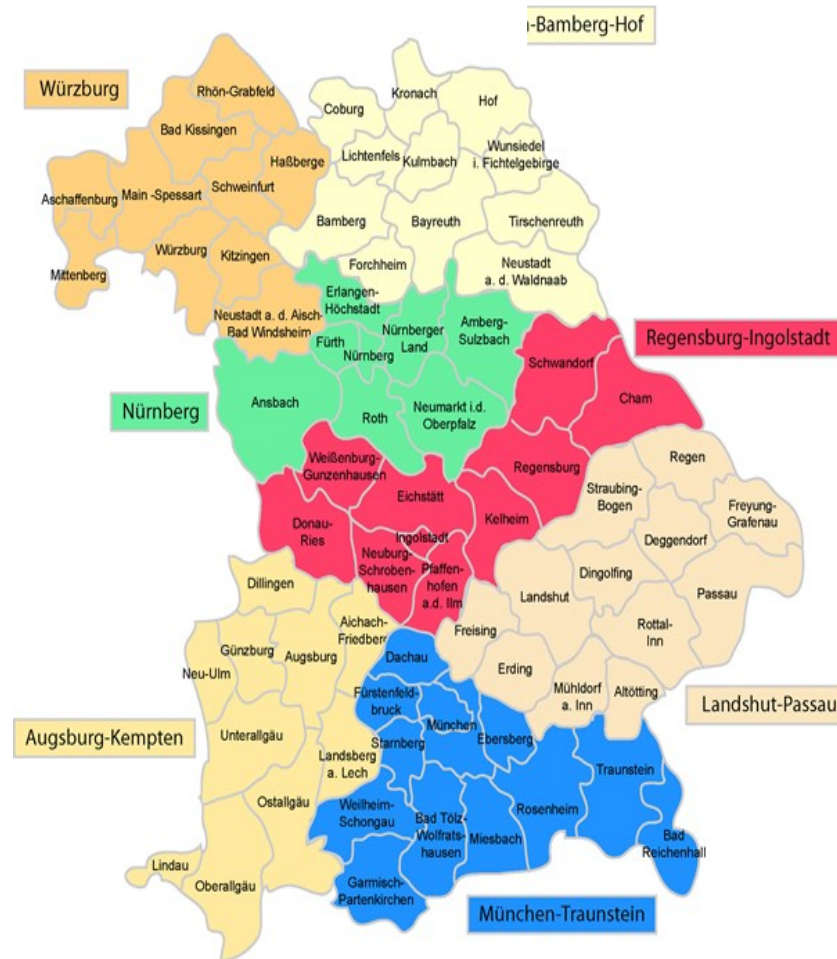 -Bamberg-Hof
Würzburg
Rhön-Grabfeld
Bad Kissingen
Haßberge
Schweinfurt
Main -Spessart
Aschaffenburg
Mittenberg
Würzburg
Kitzingen
Neustadt a. d. Aisch-
Bad Windsheim
Kronach
Hof
Coburg
Lichtenfels
Kulmbach
Wunsiedel
i. Fichtelgebirge
Bamberg
Bayreuth
Tirschenreuth
Forchheim
Neustadt
a. d. Waldnaab
Nürnberg
Erlangen-
Höchstadt
Fürth
Nürnberg
Nürnberger
Land
Amberg-
Sulzbach
Ansbach
Roth
Neumarkt i.d.
Oberpfalz
Regensburg-Ingolstadt
Schwandorf
Cham
Regensburg
Weißenburg-
Gunzenhausen
Eichstätt
Kelheim
Donau-
Ries
Ingolstadt
Neuburg-
Schroben-
hausen
Pfaffen-
hofen
a.d. Ilm
Landshut-Passau
Regen
Straubing-
Bogen
Freyung-
Grafenau
Deggendorf
Dingolfing
Landshut
Passau
Rottal-
Inn
Freising
Erding
Mühldorf
a. Inn
Altötting
Augsburg-Kempten
Dillingen
Aichach-
Friedberg
Günzburg
Augsburg
Neu-Ulm
Unterallgäu
Landsberg
a. Lech
Ostallgäu
Lindau
Oberallgäu
München-Traunstein
Dachau
Fürstenfeld-
bruck
München
Ebersberg
Starnberg
Weilheim-
Schongau
Bad Tölz-
Wolfrats-
hausen
Miesbach
Rosenheim
Traunstein
Bad
Reichenhall
Garmisch-
Partenkirchen